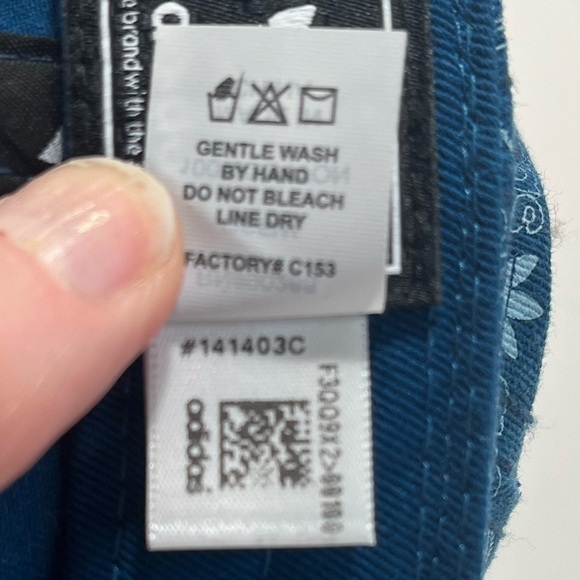 e brand with the
GENTLE WASH
BY HAND
DO NOT BLEACH
LINE DRY
FACTORY# C153
#141403C
adidas